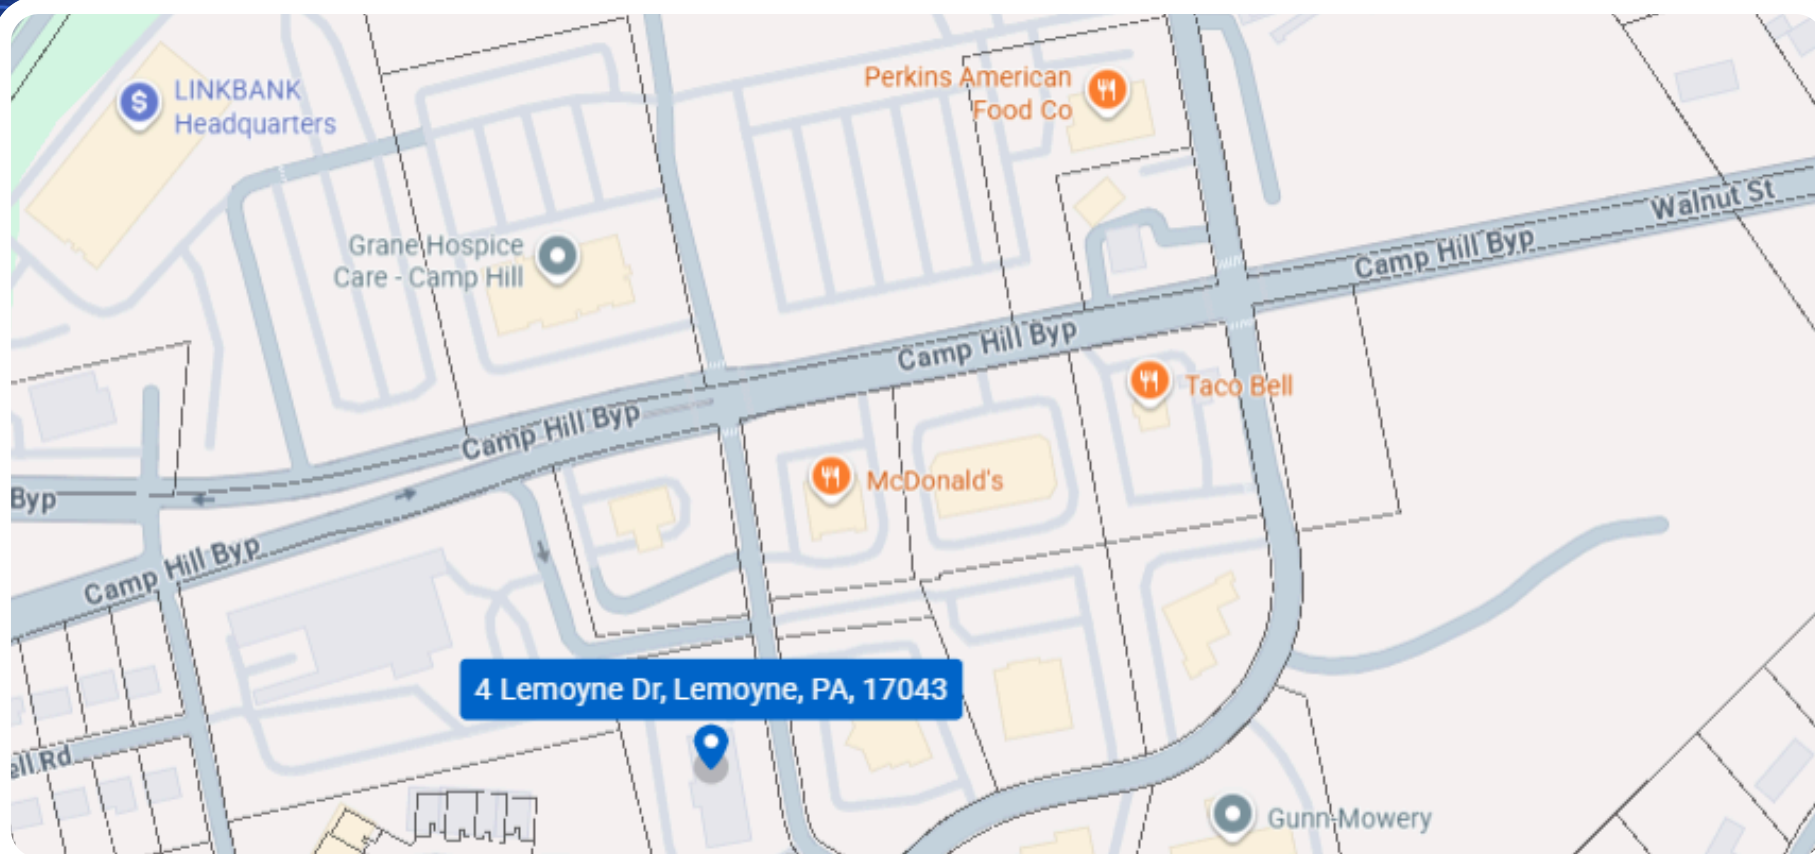 LINKBANK
Headquarters
Perkins American
Food Co
Walnut St
Camp Hill Byp
Grane Hospice
Care - Camp Hill
Camp Hill Byp
Taco Bell
Camp Hill Byp
McDonald's
Byp
Camp Hill Byp
4 Lemoyne Dr, Lemoyne, PA, 17043
ell Rd
Gunn-Mowery